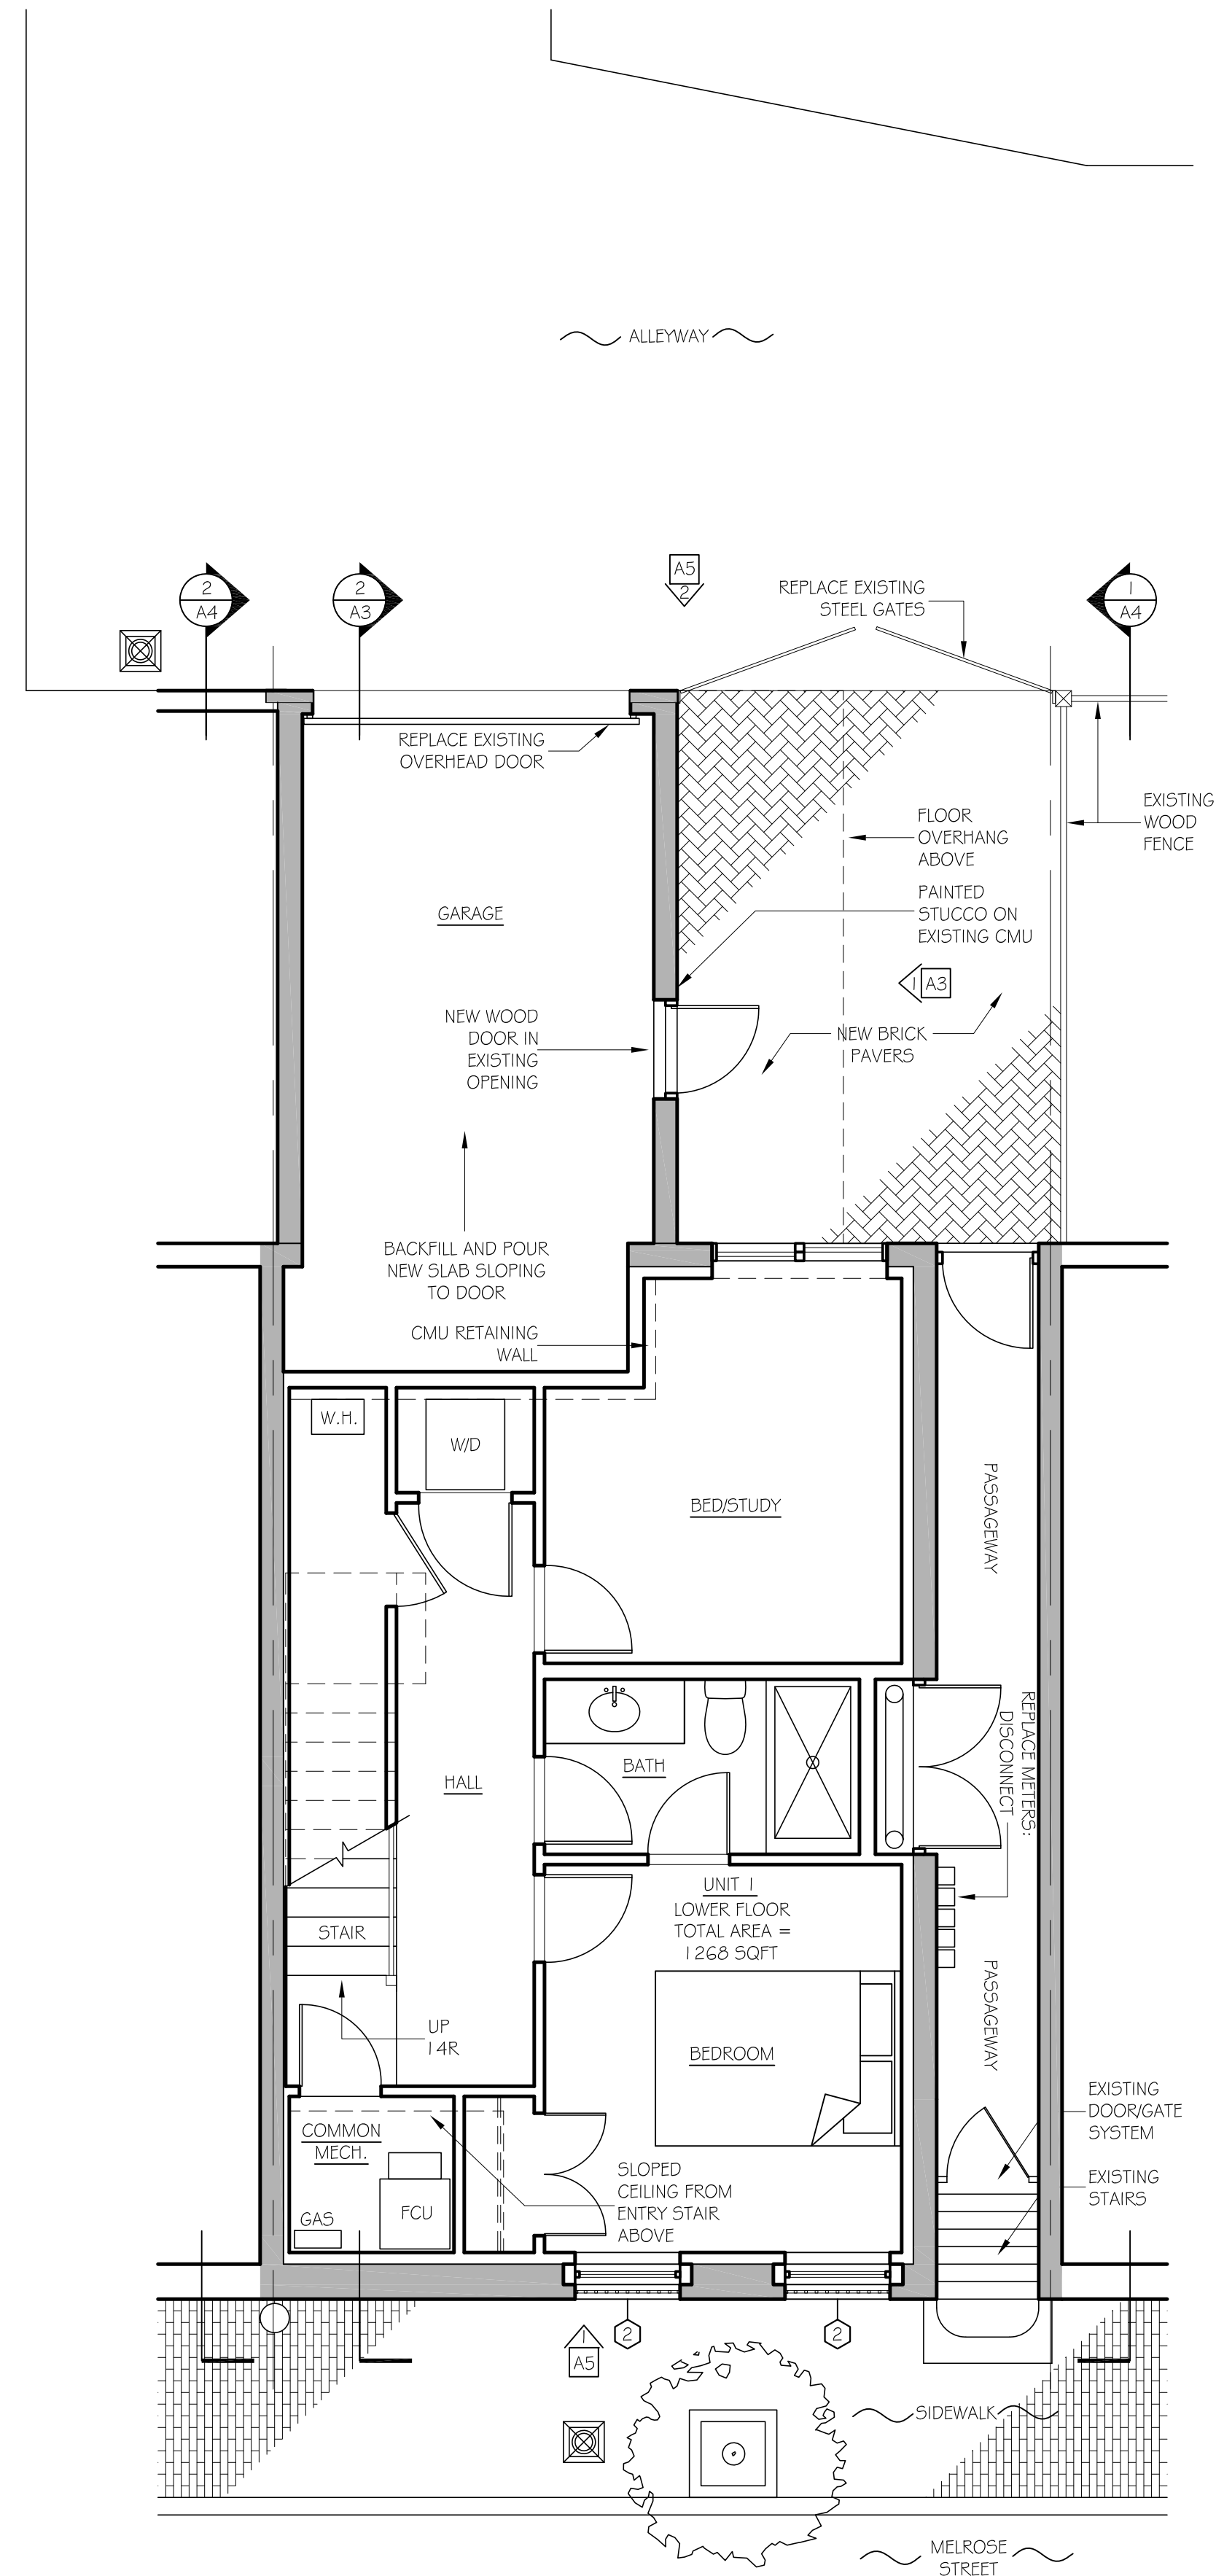 ALLEYWAY
2
A4
2
A3
A5
2
REPLACE EXISTING
STEEL GATES
1
A4
REPLACE EXISTING
OVERHEAD DOOR
EXISTING
WOOD
FENCE
FLOOR
OVERHANG
ABOVE
PAINTED
STUCCO ON
EXISTING CMU
GARAGE
1 A3
NEW WOOD
DOOR IN
EXISTING
OPENING
NEW BRICK
PAVERS
BACKFILL AND POUR
NEW SLAB SLOPING
TO DOOR
CMU RETAINING
WALL
W.H.
W/D
BED/STUDY
PASSAGEWAY
REPLACE METERS:
DISCONNECT
HALL
BATH
UNIT 1
LOWER FLOOR
TOTAL AREA =
1268 SQFT
STAIR
UP
14R
BEDROOM
PASSAGEWAY
EXISTING
DOOR/GATE
SYSTEM
EXISTING
STAIRS
COMMON
MECH.
SLOPED
CEILING FROM
ENTRY STAIR
ABOVE
GAS
FCU
2
2
1
A5
SIDEWALK
MELROSE
STREET